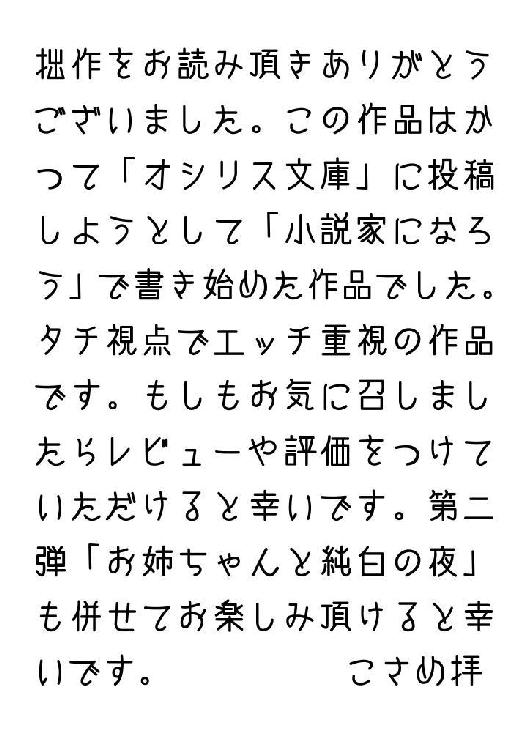 拙作をお読み頂きありがとう
ございました。この作品はか
つて「オシリス文庫」に投稿
しようとして「小説家になろ
う」で書き始めた作品でした。
タチ視点でエッチ重視の作品
です。もしもお気に召しまし
たらレビューや評価をつけて
いただけると幸いです。第二
弾「お姉ちゃんと純白の夜」
も併せてお楽しみ頂けると幸
いです。 こさめ拝